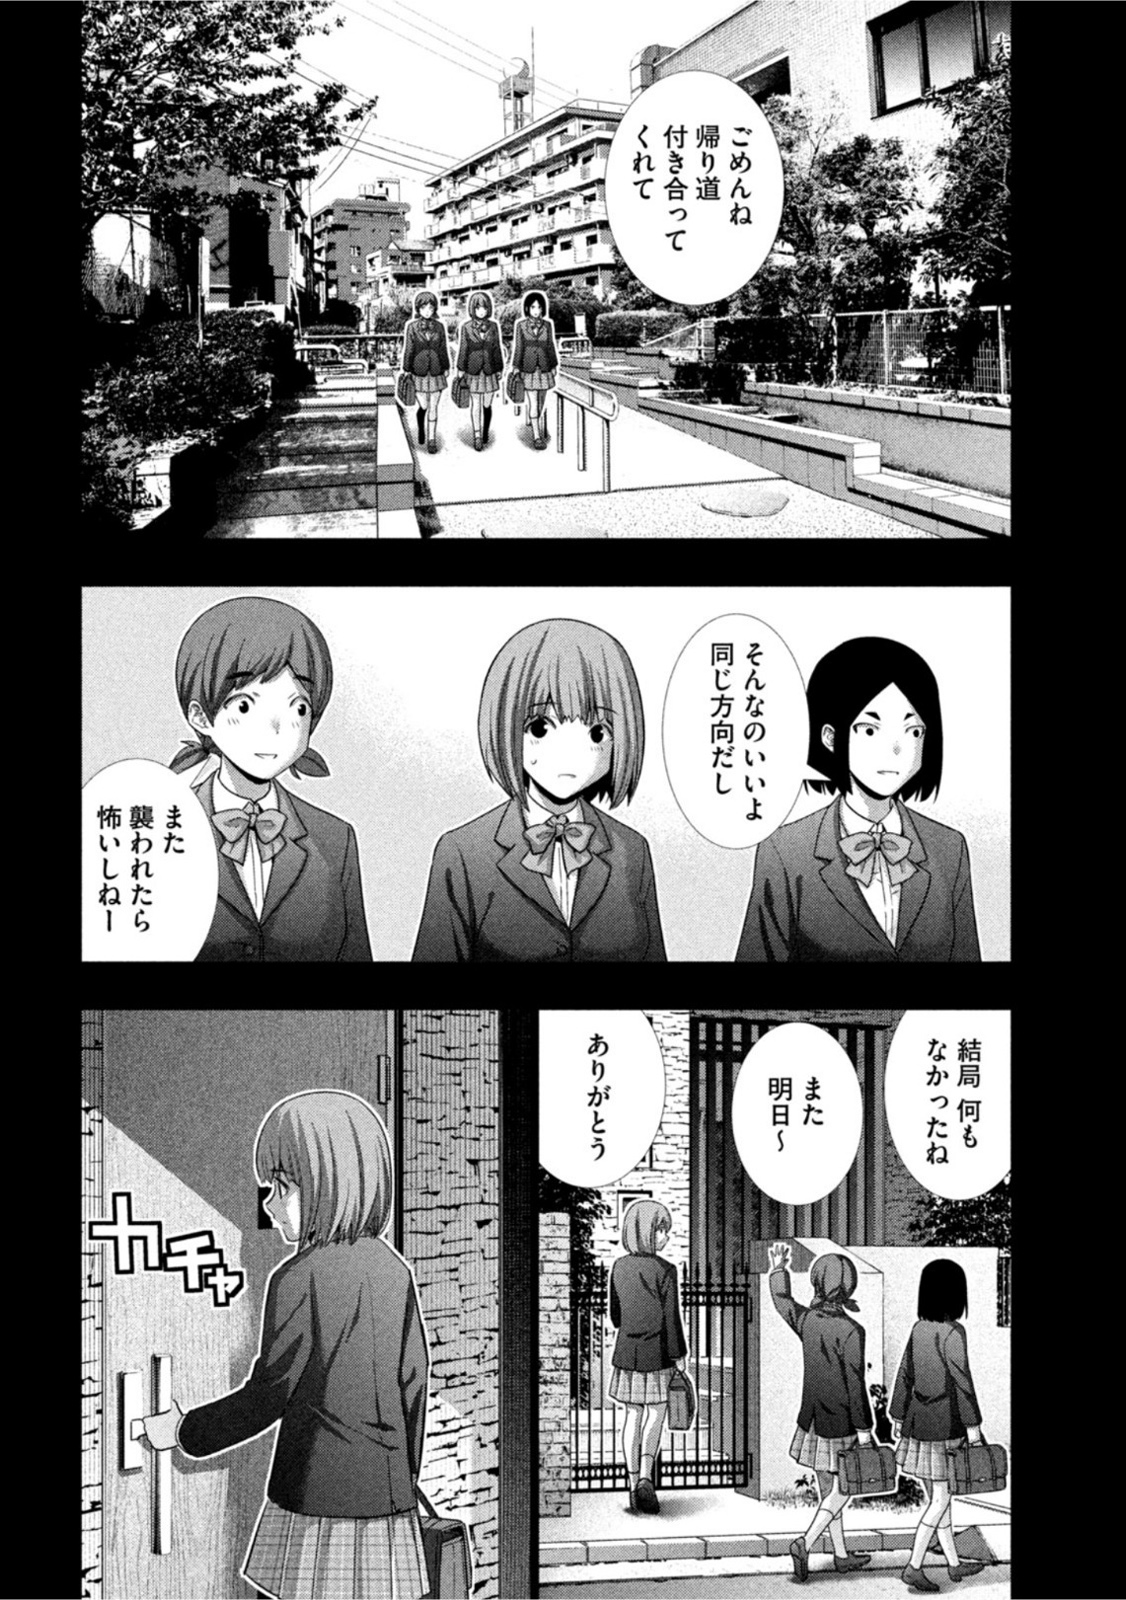 ごめんね
帰り道
付き合って
くれて
そんなのいいよ
同じ方向だし
また
襲われたら
怖いしねー
結局 何も
なかったね
また
明日～
ありがとう
カチャ